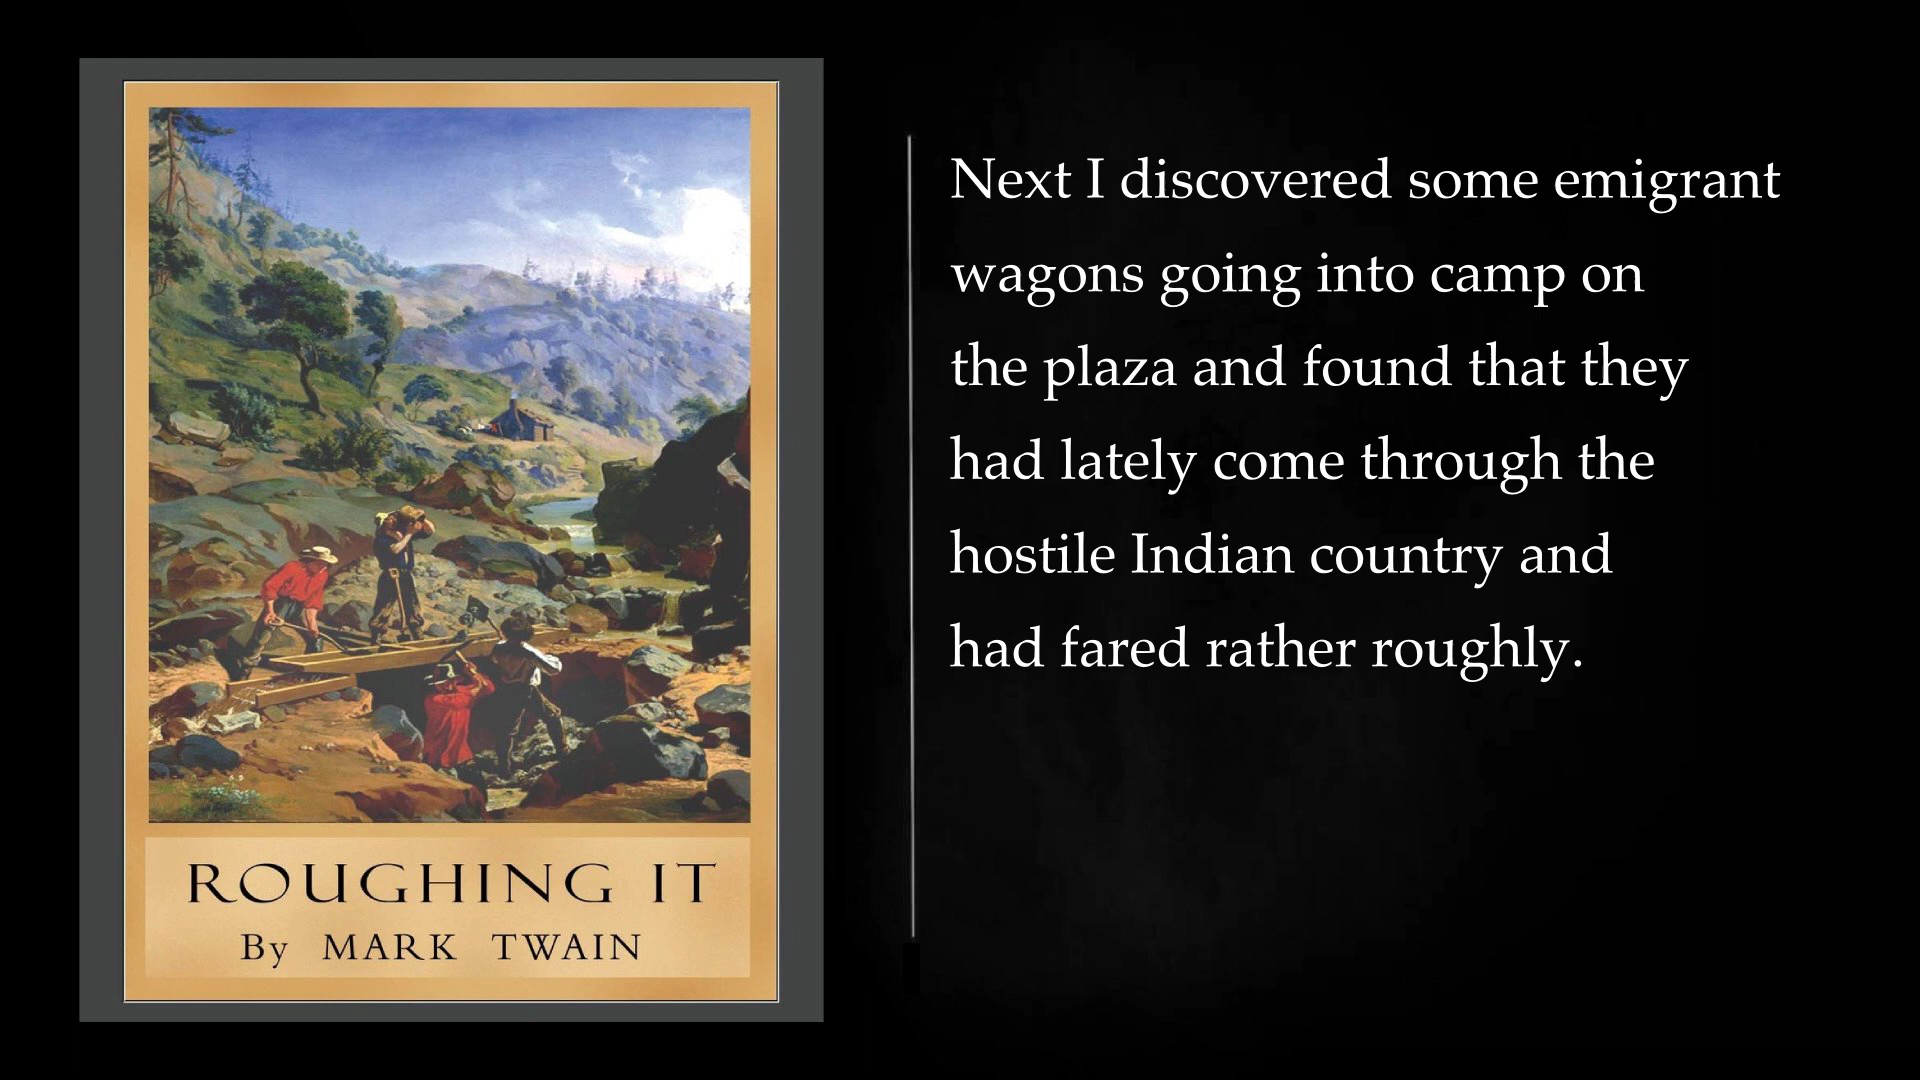 ROUGHING IT
By MARK TWAIN
Next I discovered some emigrant
wagons going into camp on
the plaza and found that they
had lately come through the
hostile Indian country and
had fared rather roughly.